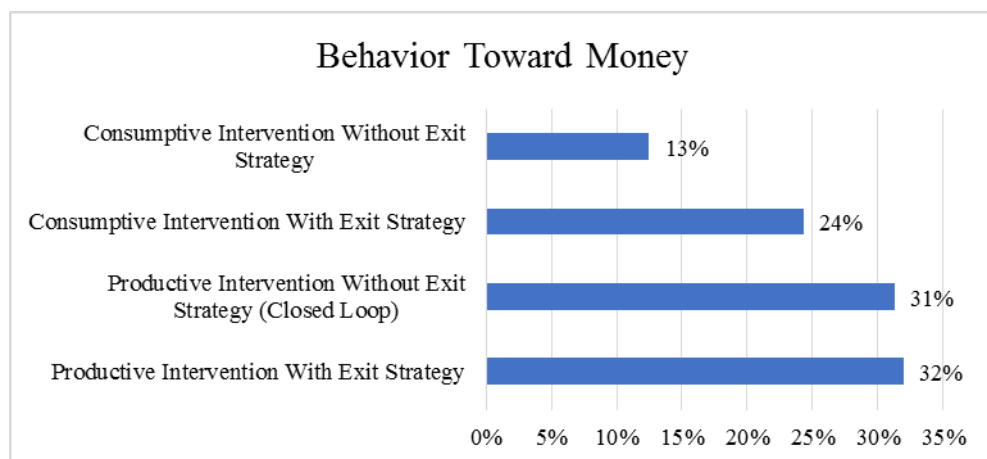 Behavior Toward Money
Consumptive Intervention Without Exit
Strategy
13%
Consumptive Intervention With Exit Strategy
24%
Productive Intervention Without Exit
Strategy (Closed Loop)
31%
Productive Intervention With Exit Strategy
32%
0% 5% 10% 15% 20% 25% 30% 35%